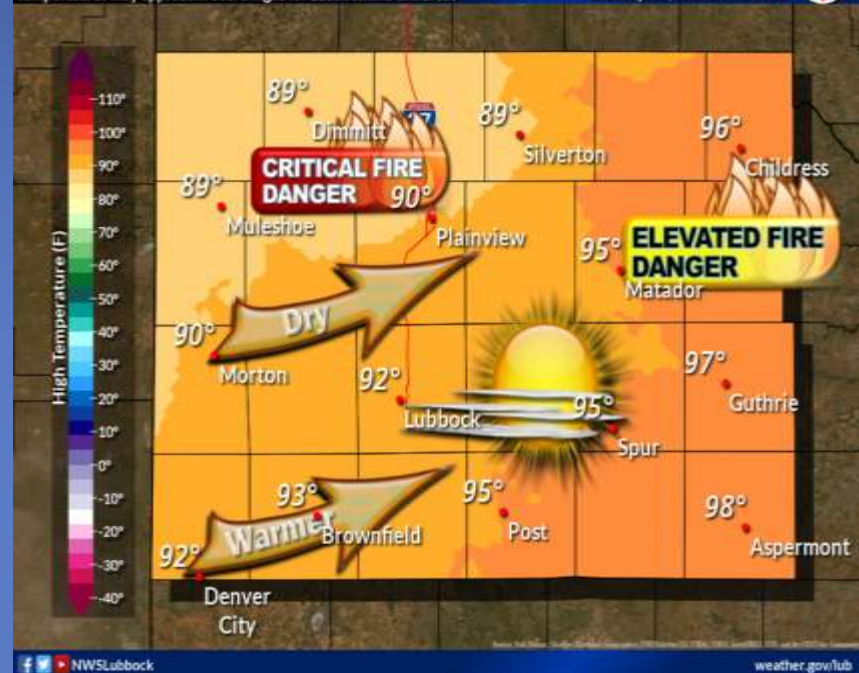 110°
100°
90°
80°
70°
60°
50°
40°
30°
20°
10°
0°
-10°
-20°
-30°
-40°
High Temperature (F)
89°
Dimmitt
89°
Silverton
96°
Childress
CRITICAL FIRE
DANGER
90°
89°
Muleshoe
Plainview
ELEVATED FIRE
DANGER
95°
Matador
Dry
90°
Morton
92°
Lubbock
95°
Spur
97°
Guthrie
93°
Warmer
Brownfield
95°
Post
98°
Aspermont
92°
Denver
City
NWSLubbock
weather.gov/lub